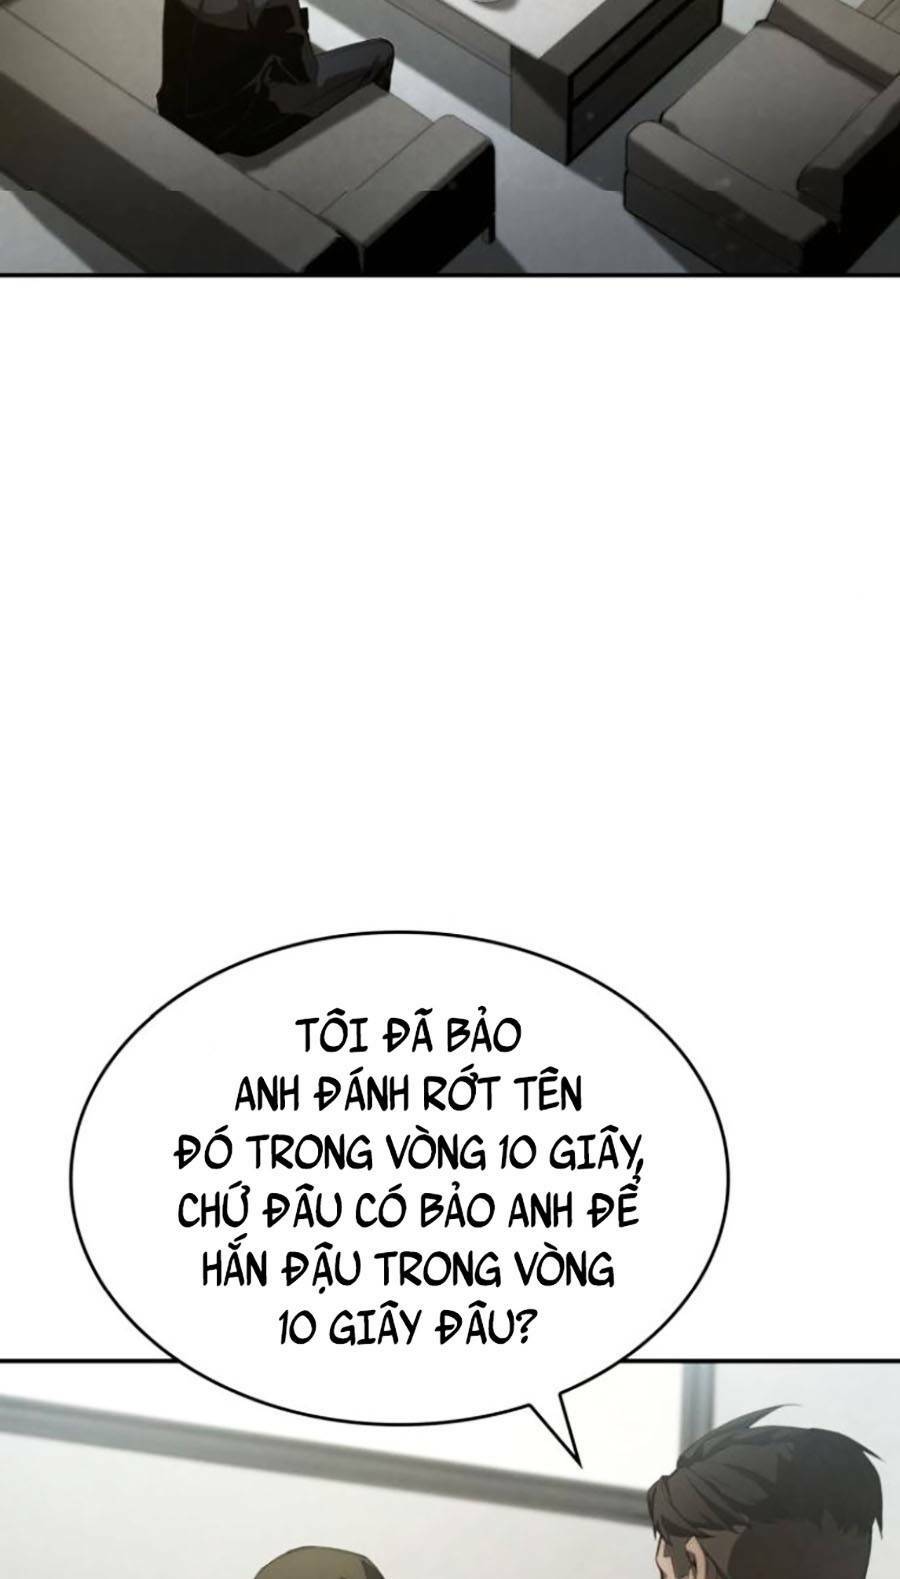 TÔI ĐÃ BẢO
ANH ĐÁNH RỚT TÊN
ĐÓ TRONG VÒNG 10 GIÂY,
CHỨ ĐÂU CÓ BẢO ANH ĐỂ
HẮN ĐẬU TRONG VÒNG
10 GIÂY ĐÂU?